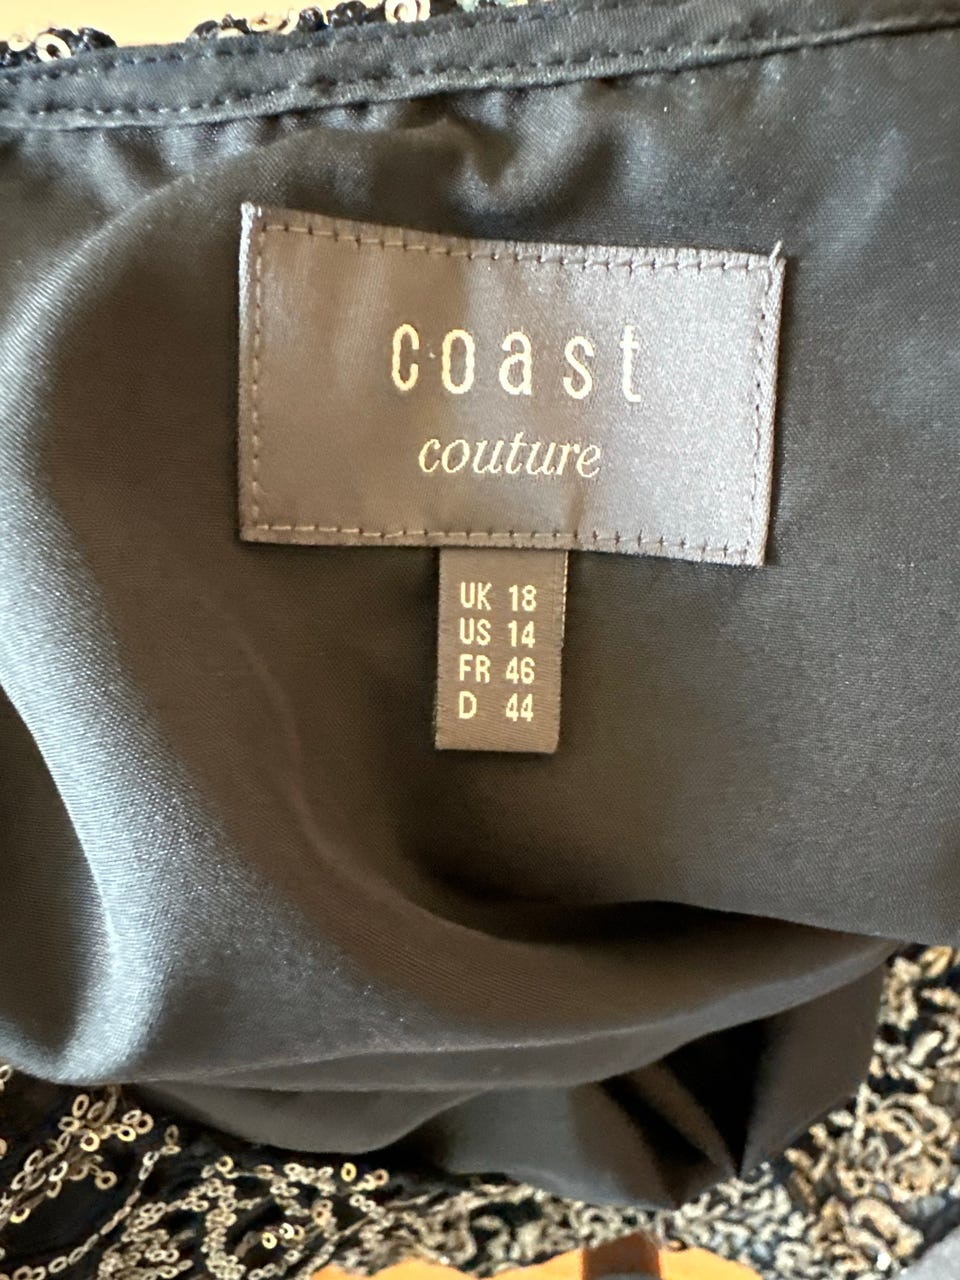 coast
couture
UK 18
US 14
FR 46
D 44